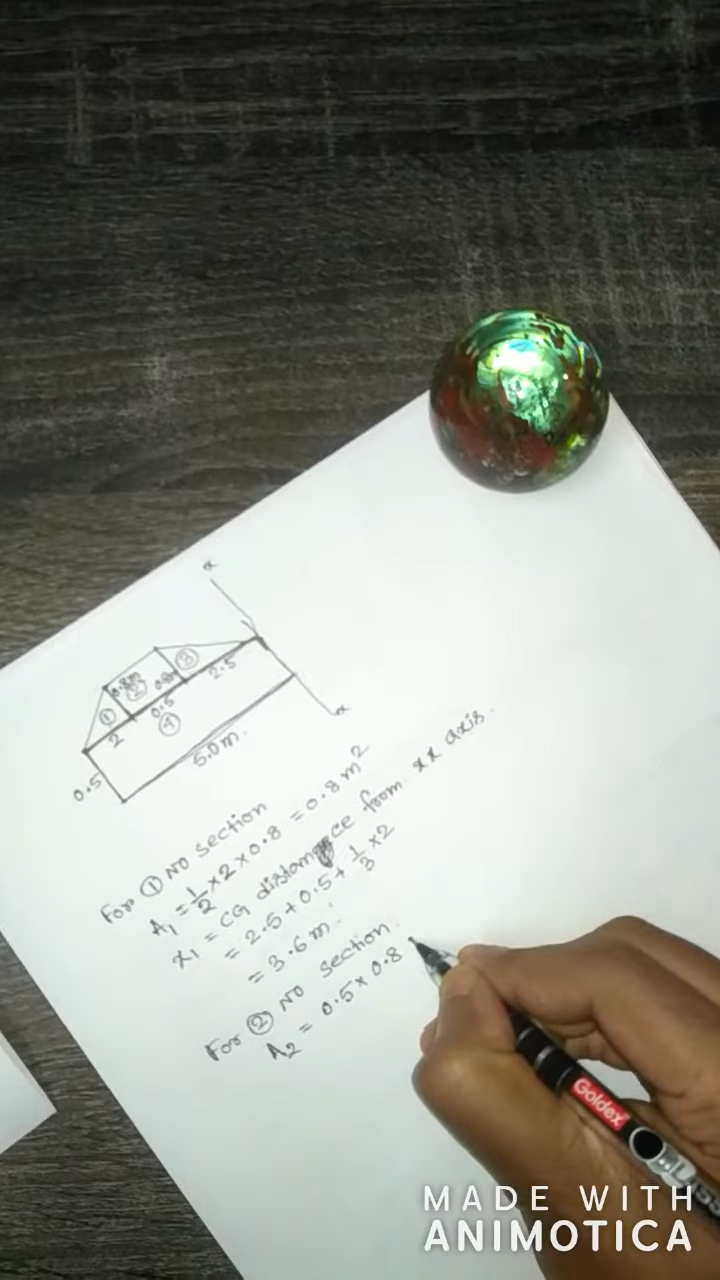 x
0.8m
0.8m
①
②
③
2
0.5
2.5
④
0.5
5.0 m.
x
For ① NO section
A1 = 1/2 × 2 × 0.8 = 0.8 m²
x1 = CG distance from xx axis.
= 2.5 + 0.5 + 1/3 × 2
= 3.6 m.
For ② NO section.
A2 = 0.5 × 0.8
Goldex
MADE WITH
ANIMOTICA